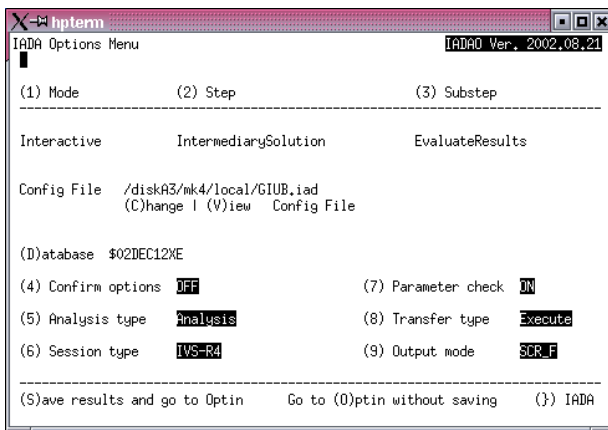 hpterm
IADA Options Menu IADAO Ver. 2002.08.21
(1) Mode (2) Step (3) Substep
Interactive IntermediarySolution EvaluateResults
Config File /diskA3/mk4/local/GIUB.iad
(C)hange | (V)iew Config File
(D)atabase $02DEC12XE
(4) Confirm options OFF (7) Parameter check ON
(5) Analysis type Analysis (8) Transfer type Execute
(6) Session type IVS-R4 (9) Output mode SCR_F
(S)ave results and go to Optin Go to (O)ptin without saving (}) IADA